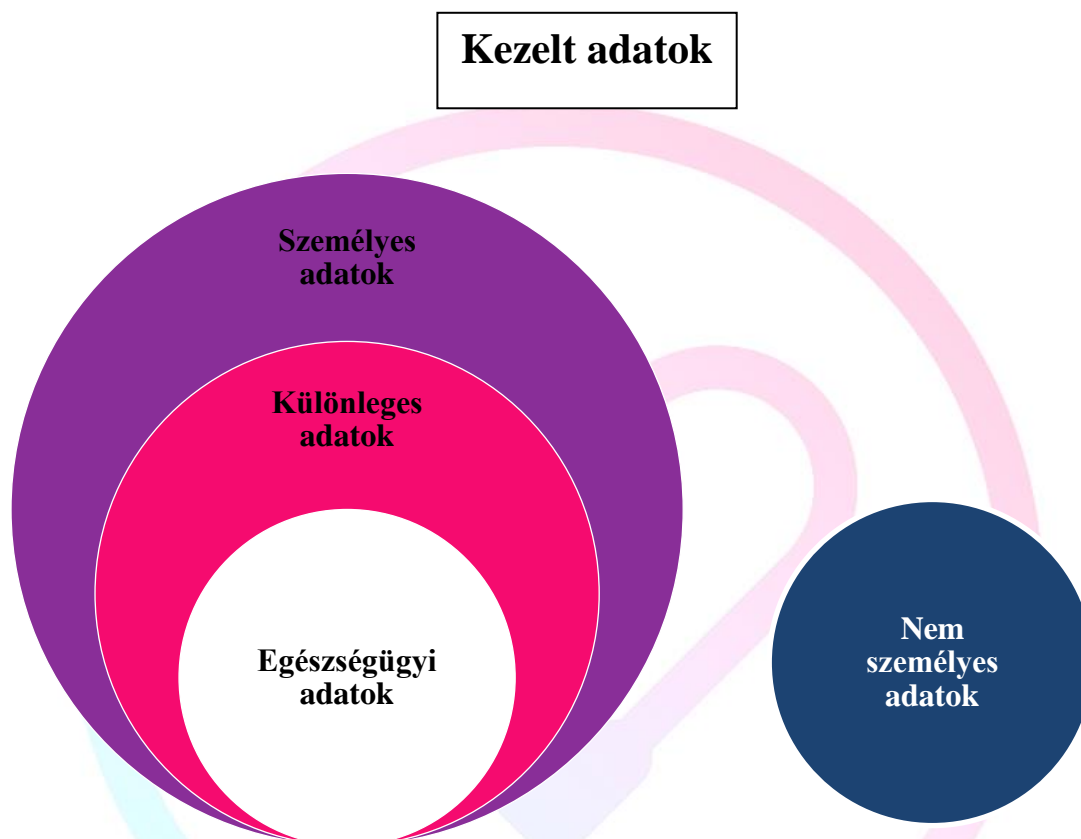 Kezelt adatok
Személyes
adatok
Különleges
adatok
Egészségügyi
adatok
Nem
személyes
adatok